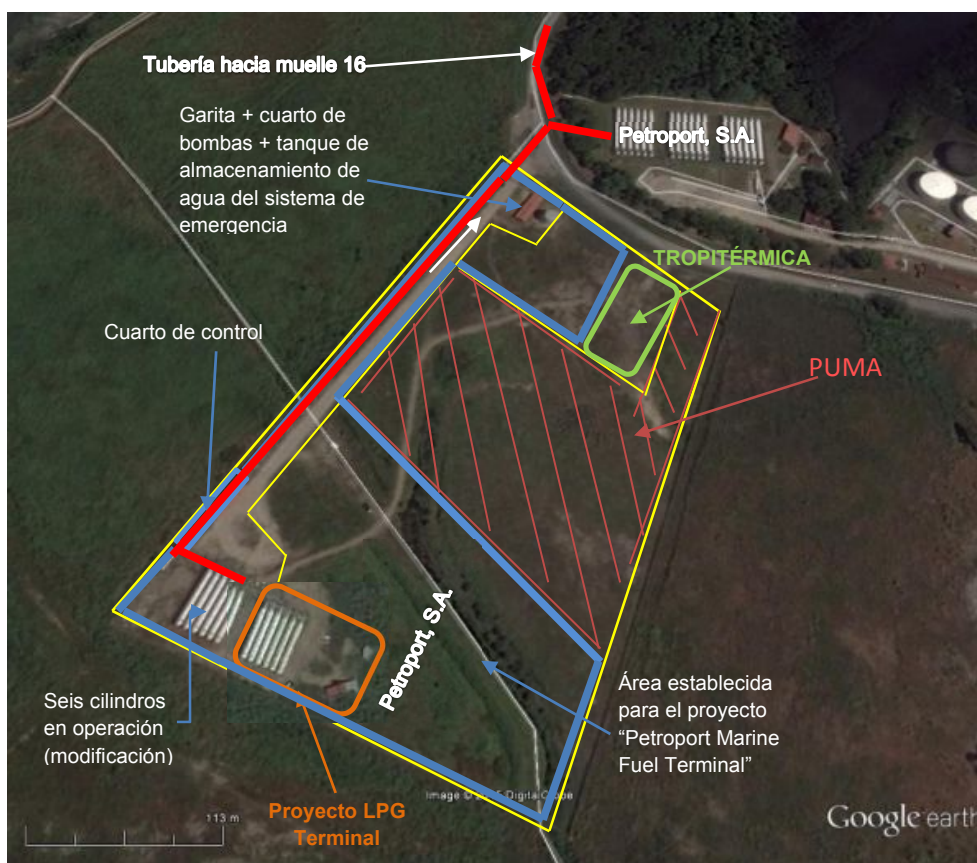 Tubería hacia muelle 16
Garita + cuarto de
bombas + tanque de
almacenamiento de
agua del sistema de
emergencia
Petroport, S.A.
TROPITÉRMICA
Cuarto de control
PUMA
Petroport, S.A.
Seis cilindros
en operación
(modificación)
Área establecida
para el proyecto
“Petroport Marine
Fuel Terminal”
Proyecto LPG
Terminal
Image ©
113 m
Google earth